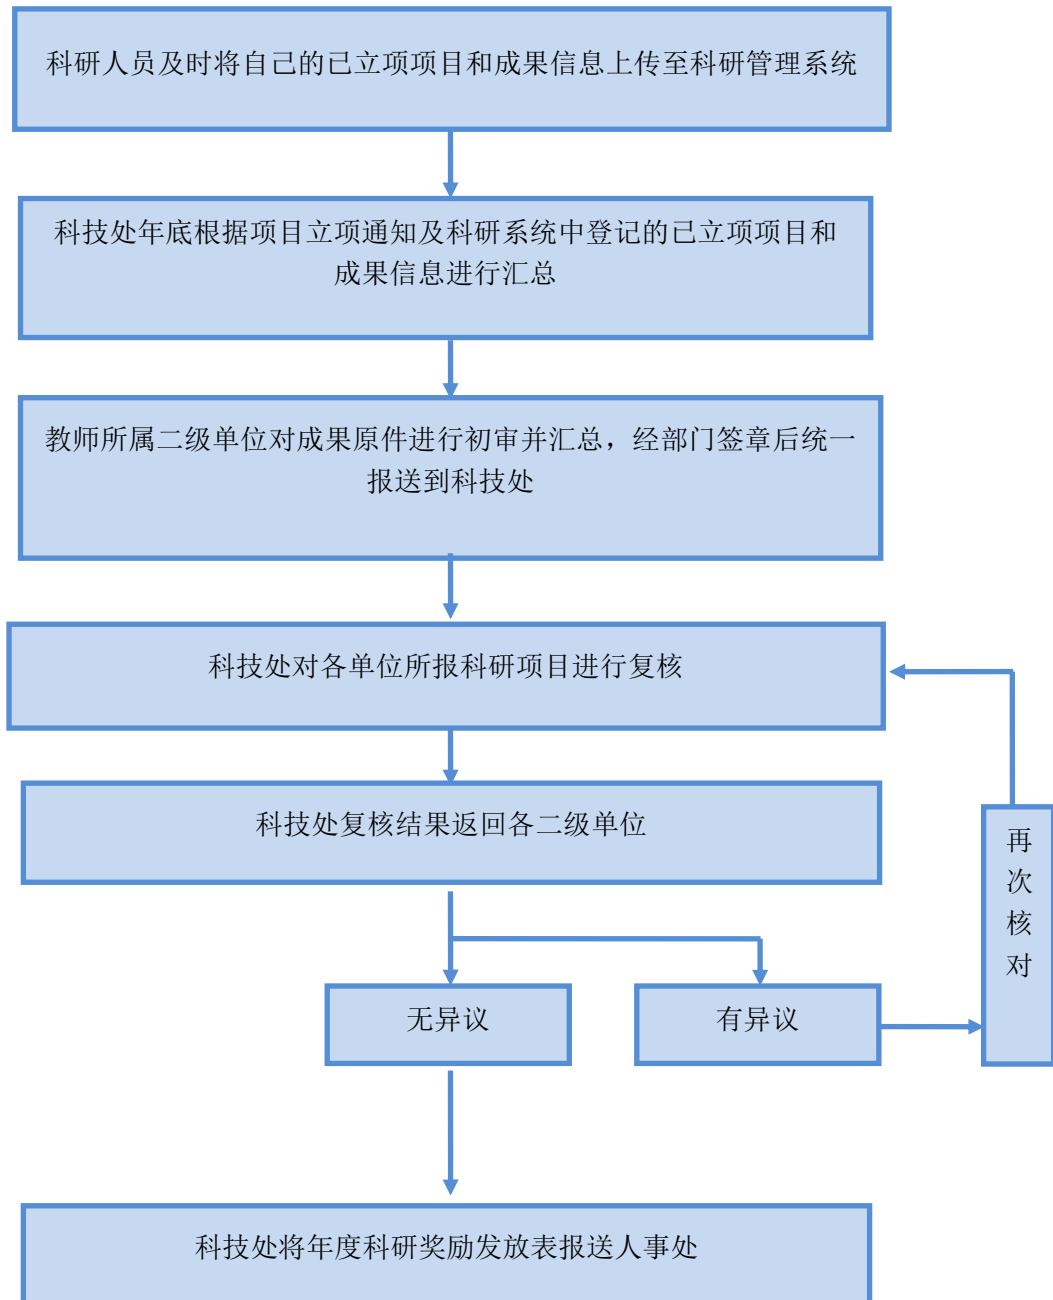 科研人员及时将自己的已立项项目和成果信息上传至科研管理系统
科技处年底根据项目立项通知及科研系统中登记的已立项项目和
成果信息进行汇总
教师所属二级单位对成果原件进行初审并汇总，经部门签章后统一
报送到科技处
科技处对各单位所报科研项目进行复核
科技处复核结果返回各二级单位
再
次
核
对
无异议
有异议
科技处将年度科研奖励发放表报送人事处